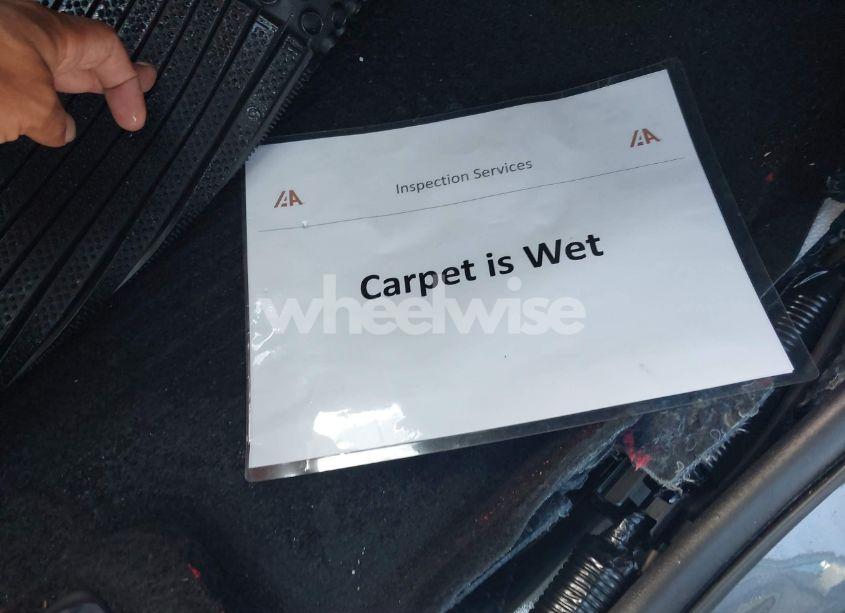 IAA
Inspection Services
IAA
Carpet is Wet
wheelwise